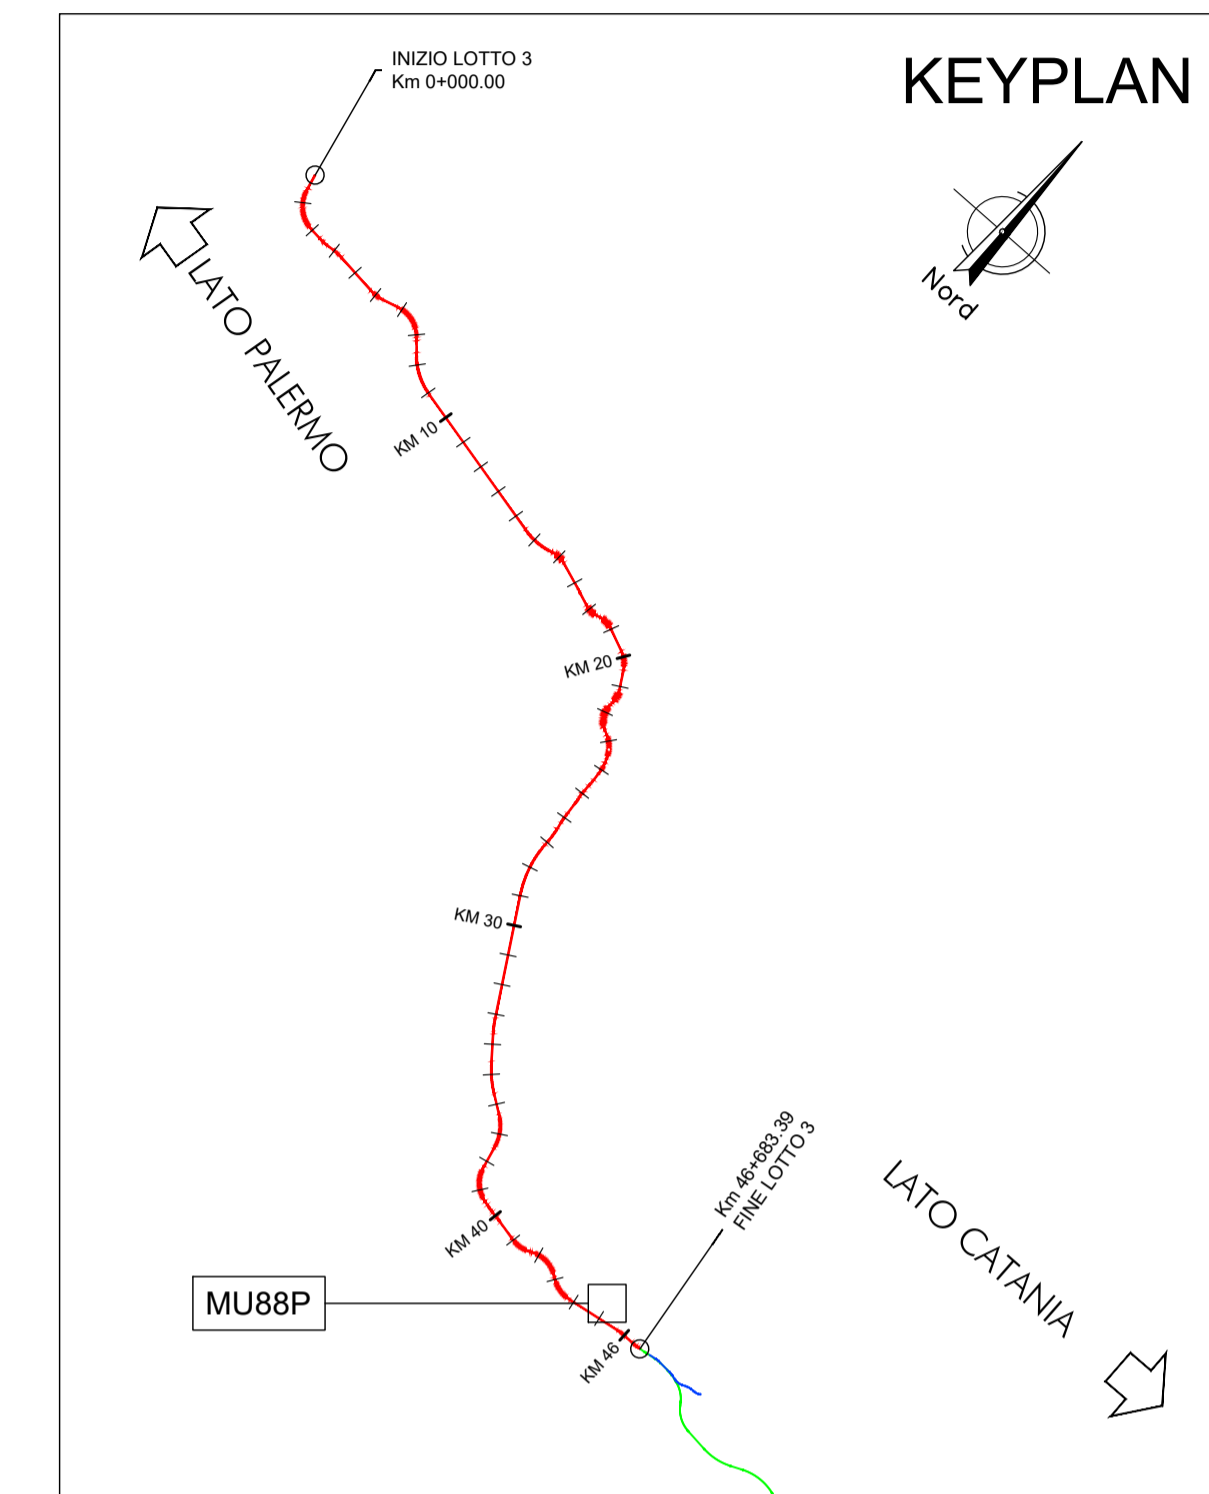 INIZIO LOTTO 3
Km 0+000.00
KEYPLAN
Nord
LATO PALERMO
KM 10
KM 20
KM 30
Km 46+683.39
FINE LOTTO 3
LATO CATANIA
KM 40
MU88P
KM 46